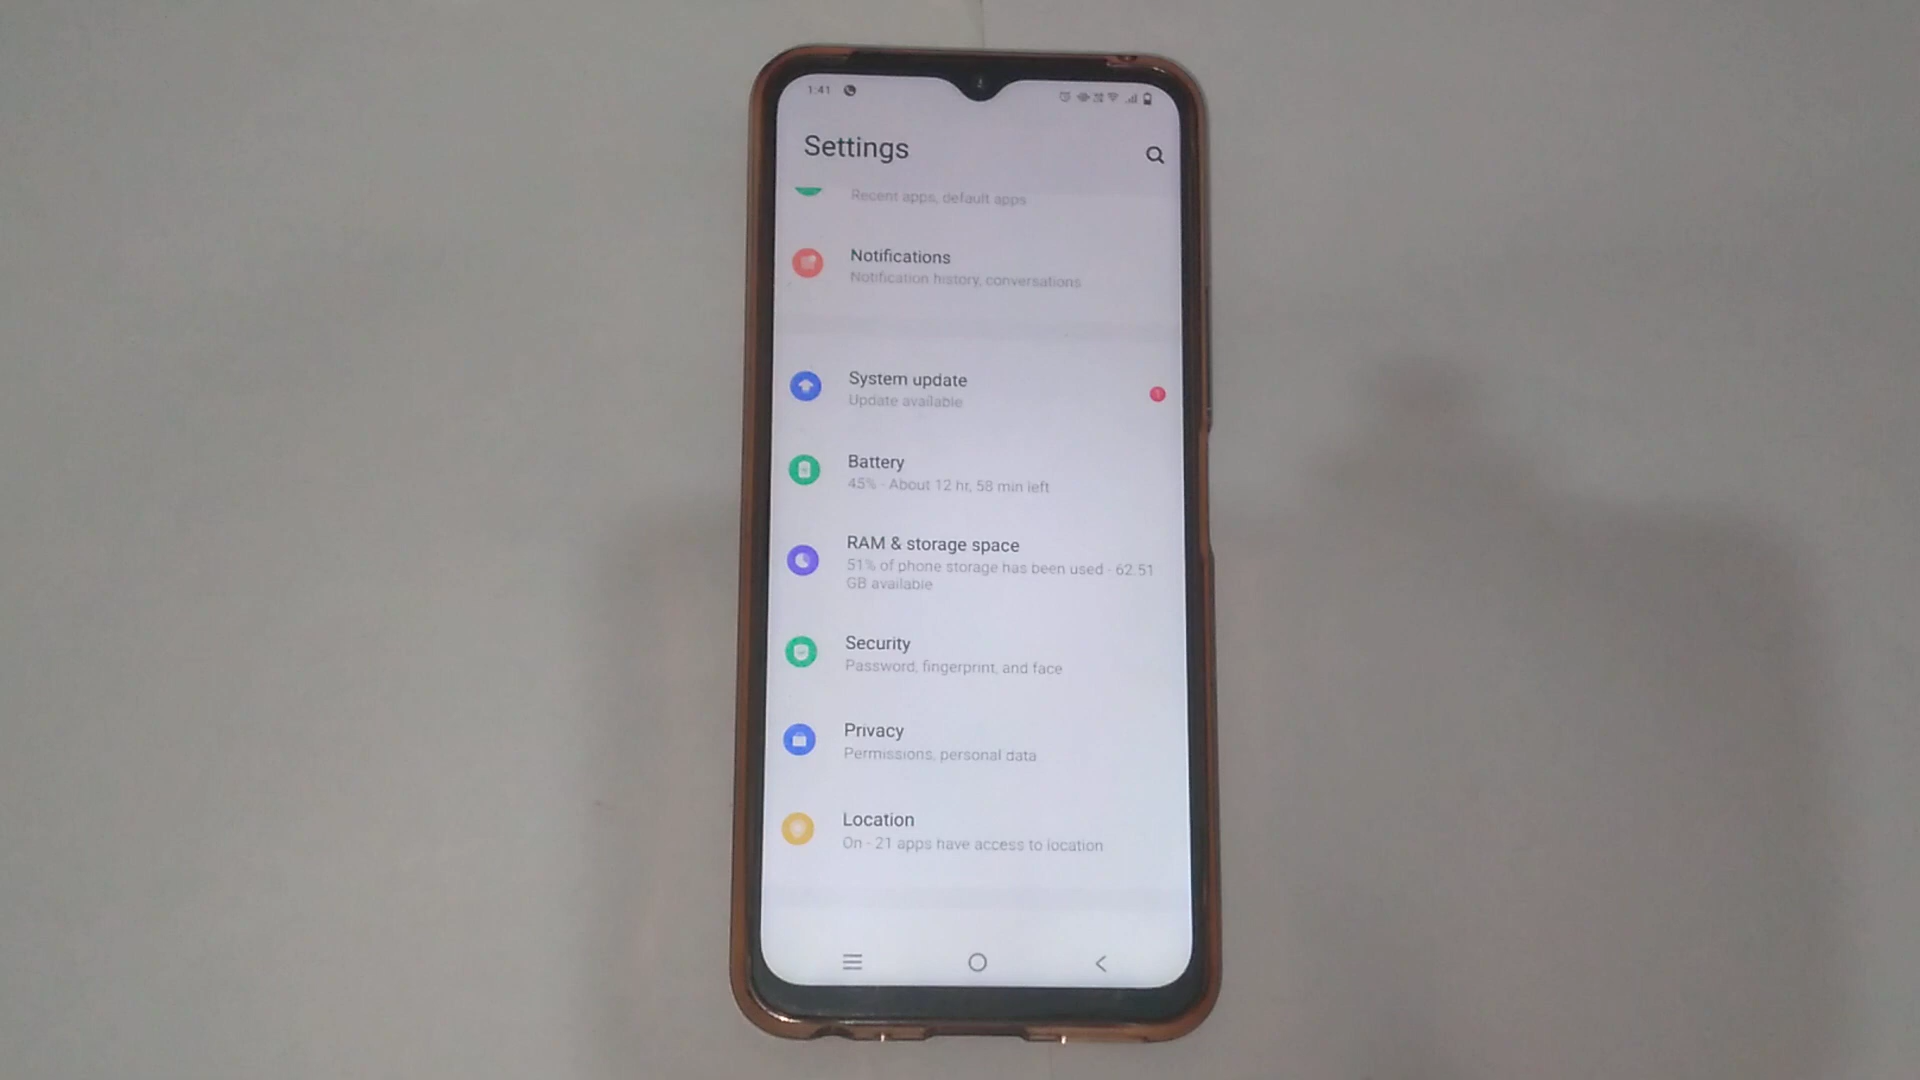 1:41
Settings
Recent apps, default apps
Notifications
Notification history, conversations
System update
Update available
1
Battery
45% - About 12 hr, 58 min left
RAM & storage space
51% of phone storage has been used - 62.51
GB available
Security
Password, fingerprint, and face
Privacy
Permissions, personal data
Location
On - 21 apps have access to location